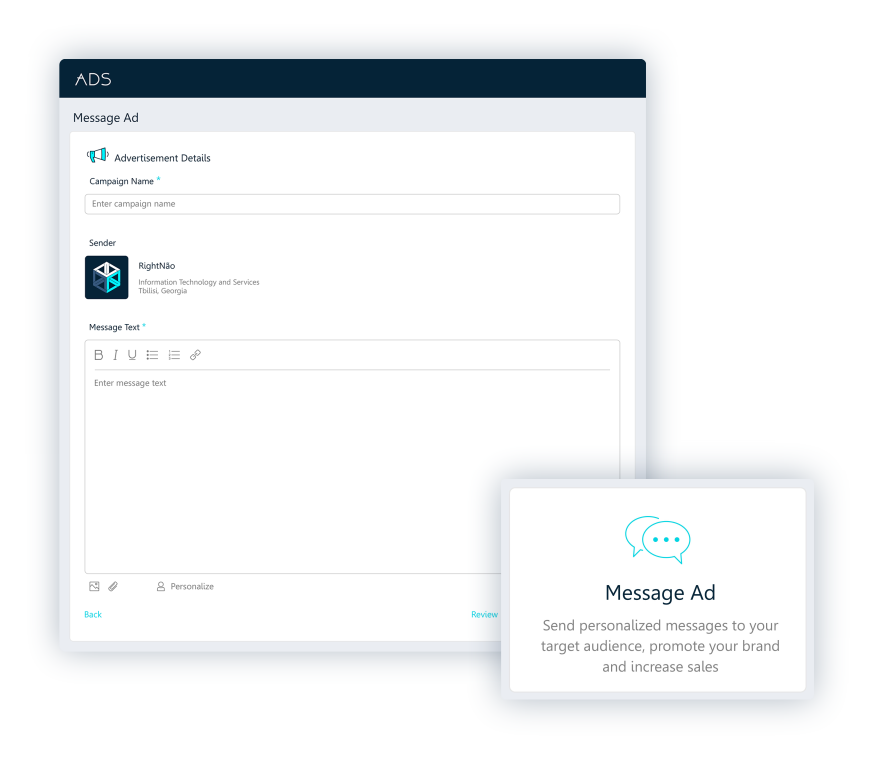 ADS
Message Ad
Advertisement Details
Campaign Name *
Enter campaign name
Sender
RightNão
Information Technology and Services
Tbilisi, Georgia
Message Text *
B I U
Enter message text
Personalize
Back
Review
Message Ad
Send personalized messages to your
target audience, promote your brand
and increase sales